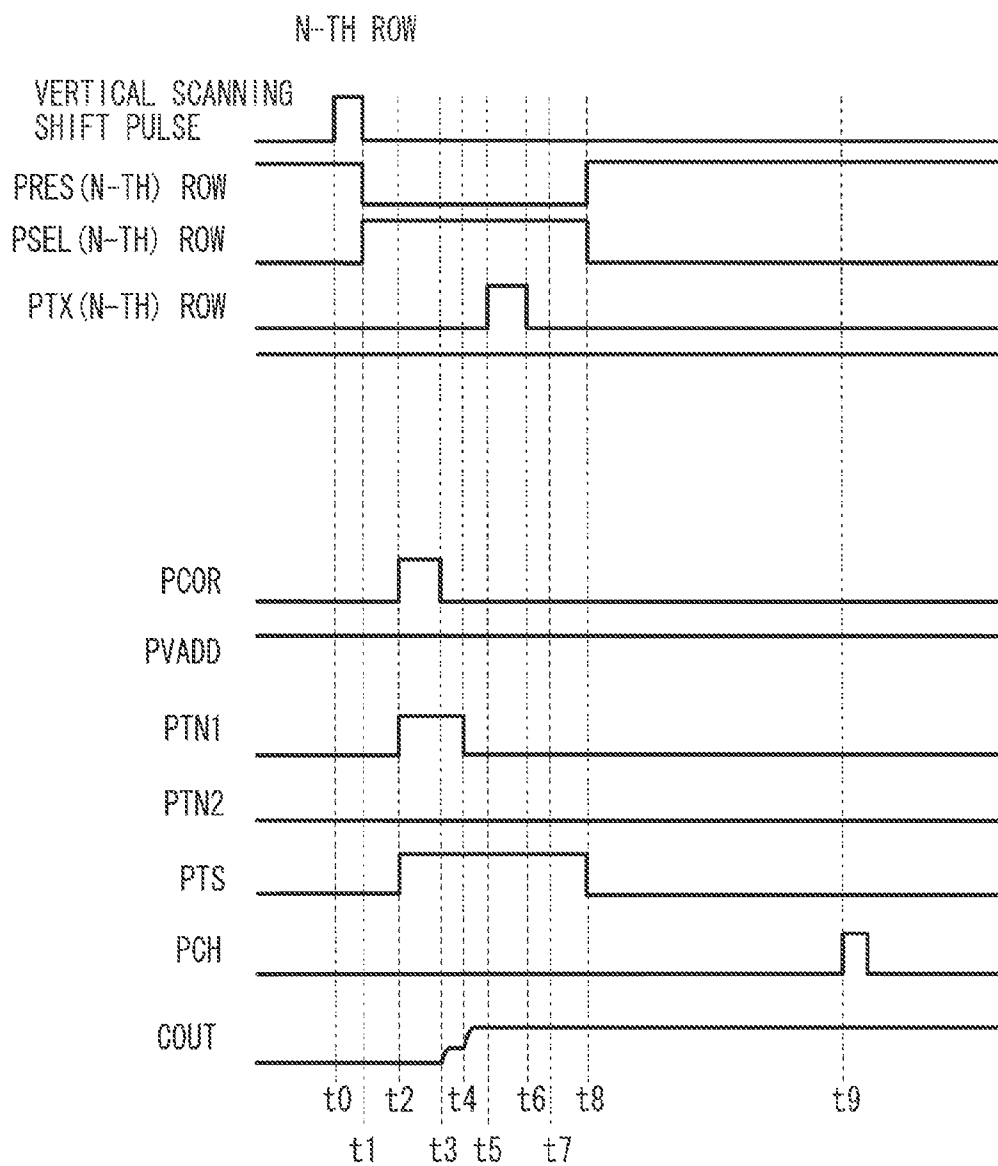 N-TH ROW
VERTICAL SCANNING
SHIFT PULSE
PRES(N-TH) ROW
PSEL(N-TH) ROW
PTX(N-TH) ROW
PCOR
PVADD
PTN1
PTN2
PTS
PCH
COUT
t0 t2 t4 t6 t8 t9
t1 t3 t5 t7